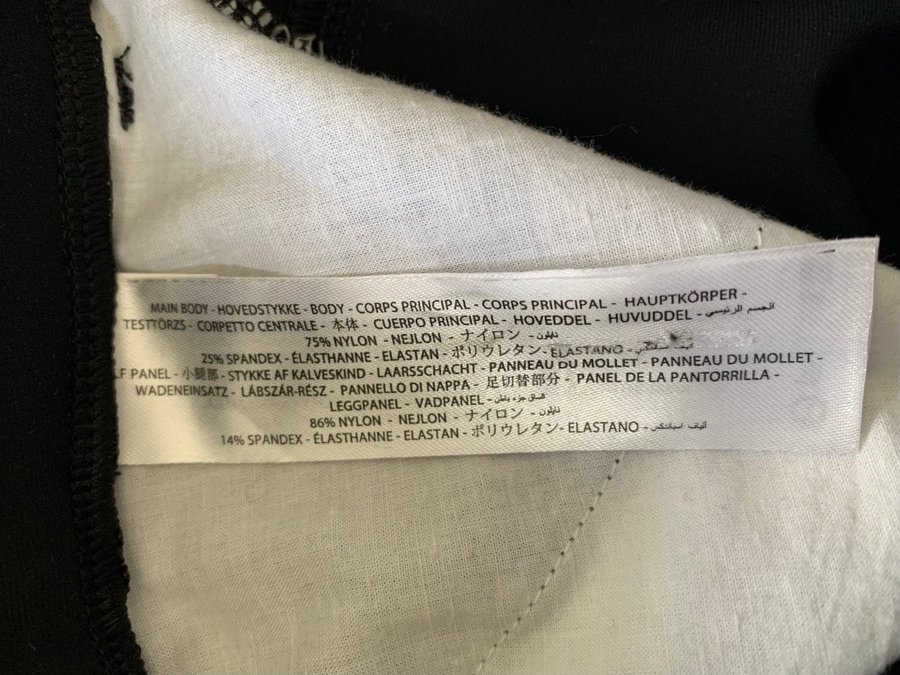 MAIN BODY - HOVEDSTYKKE - BODY - CORPS PRINCIPAL - CORPS PRINCIPAL - HAUPTKÖRPER -
TESTTÖRZS - CORPETTO CENTRALE - 本体 - CUERPO PRINCIPAL - HOVEDDEL - HUVUDDEL - الجسم الرئيسي
75% NYLON - NEJLON - ナイロン - نايلون
25% SPANDEX - ÉLASTHANNE - ELASTAN - ポリウレタン - ELASTANO -
LF PANEL - 小腿部 - STYKKE AF KALVESKIND - LAARSSCHACHT - PANNEAU DU MOLLET - PANNEAU DU MOLLET -
WADENEINSATZ - LÁBSZÁR-RÉSZ - PANNELLO DI NAPPA - 足切替部分 - PANEL DE LA PANTORRILLA -
LEGGPANEL - VADPANEL -
86% NYLON - NEJLON - ナイロン - نايلون
14% SPANDEX - ÉLASTHANNE - ELASTAN - ポリウレタン- ELASTANO - ألياف اسباندكس